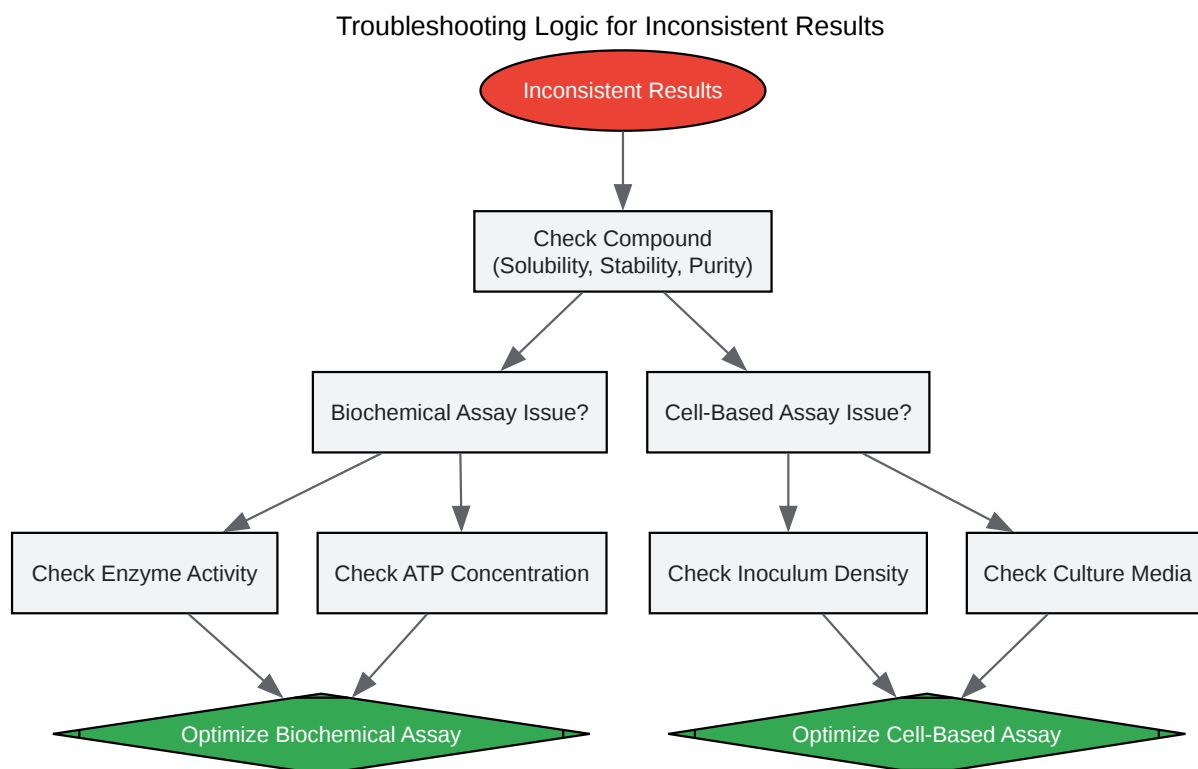 Troubleshooting Logic for Inconsistent Results
Inconsistent Results
Check Compound
(Solubility, Stability, Purity)
Biochemical Assay Issue?
Cell-Based Assay Issue?
Check Enzyme Activity
Check ATP Concentration
Check Inoculum Density
Check Culture Media
Optimize Biochemical Assay
Optimize Cell-Based Assay